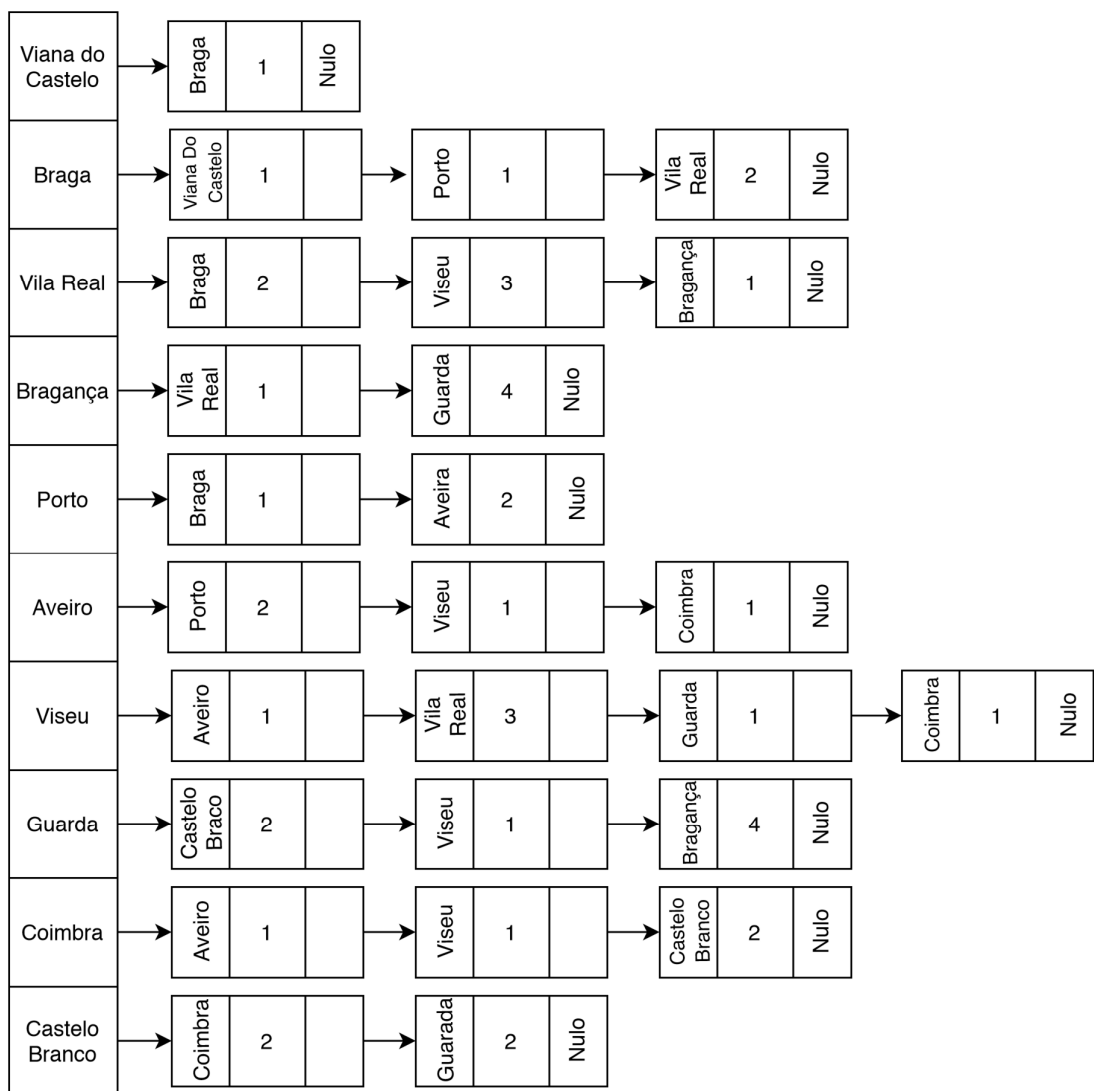 Viana do
Castelo
Braga
1
Nulo
Braga
Viana Do
Castelo
1
Porto
1
Vila
Real
2
Nulo
Vila Real
Braga
2
Viseu
3
Bragança
1
Nulo
Bragança
Vila
Real
1
Guarda
4
Nulo
Porto
Braga
1
Aveira
2
Nulo
Aveiro
Porto
2
Viseu
1
Coimbra
1
Nulo
Viseu
Aveiro
1
Vila
Real
3
Guarda
1
Coimbra
1
Nulo
Guarda
Castelo
Braco
2
Viseu
1
Bragança
4
Nulo
Coimbra
Aveiro
1
Viseu
1
Castelo
Branco
2
Nulo
Castelo
Branco
Coimbra
2
Guarada
2
Nulo